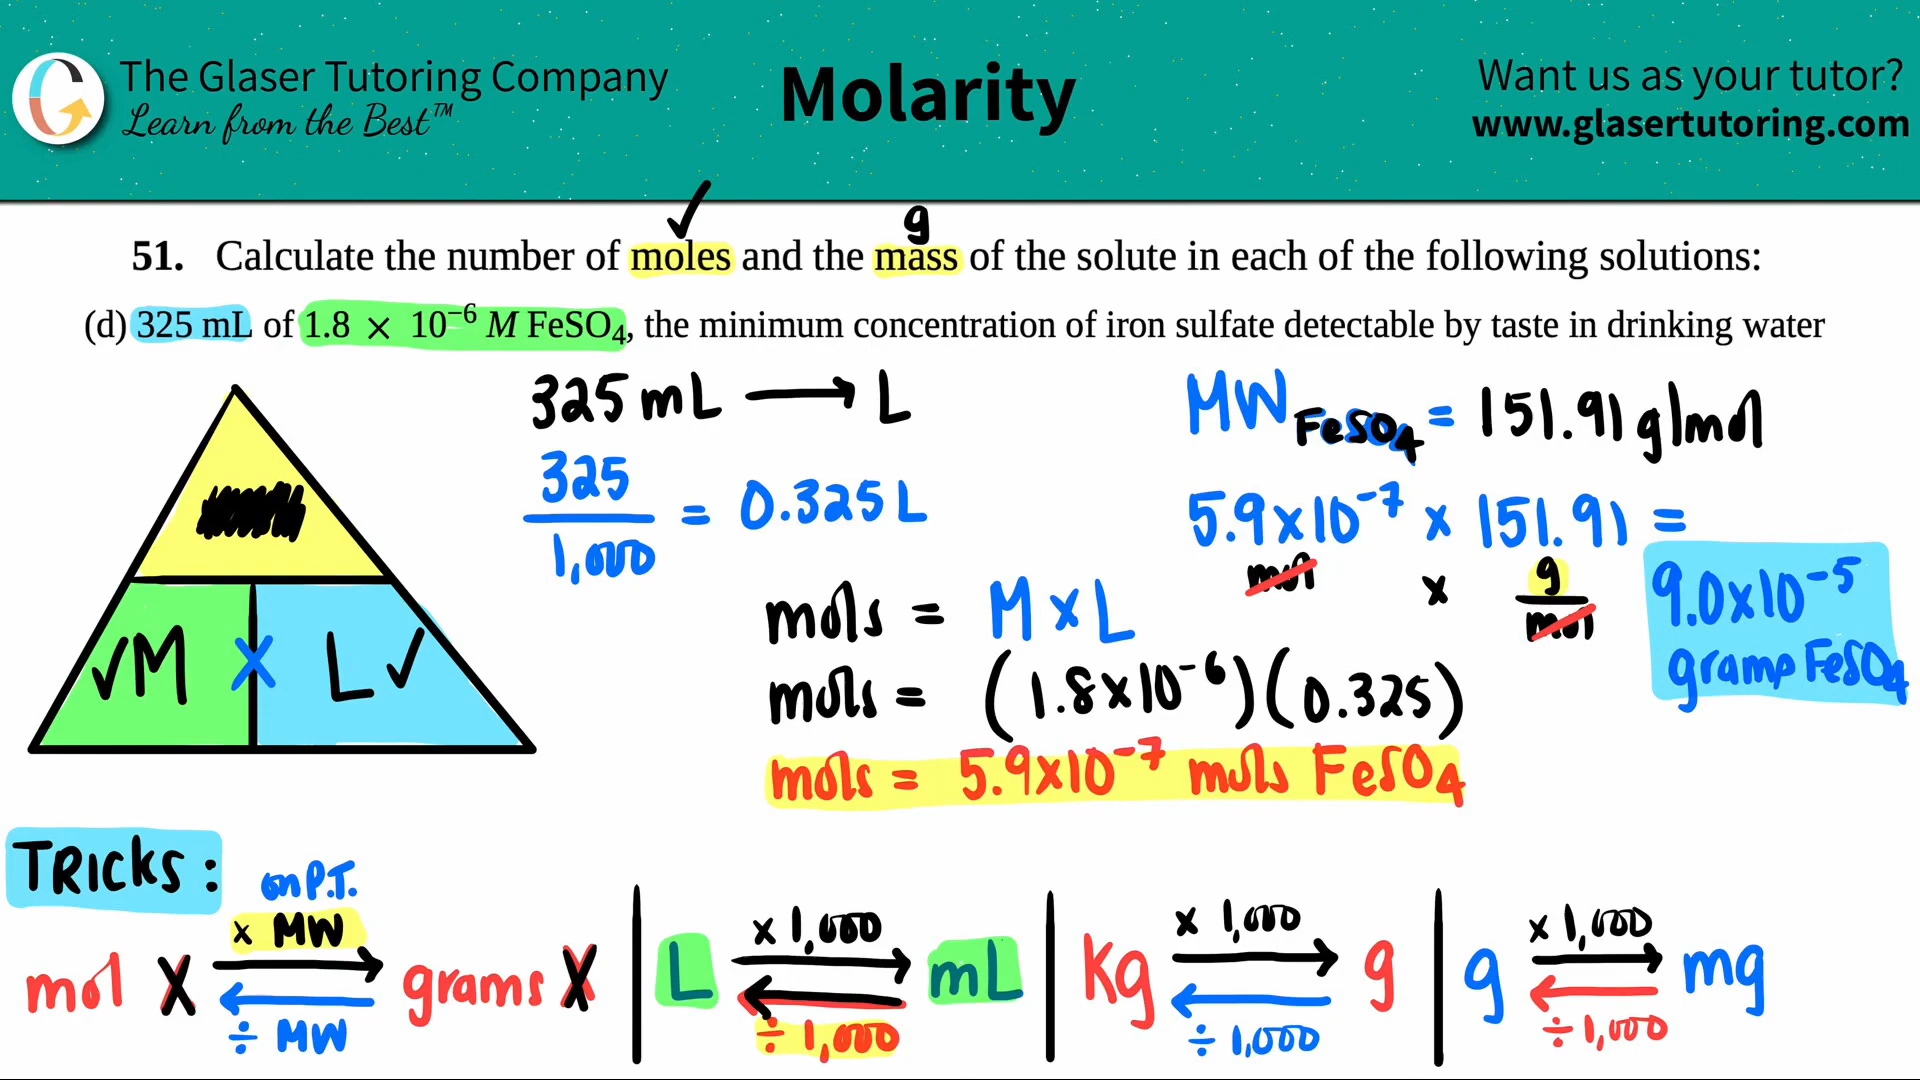 The Glaser Tutoring Company
Learn from the Best™
Molarity
Want us as your tutor?
www.glasertutoring.com
✓ g
51. Calculate the number of moles and the mass of the solute in each of the following solutions:
(d) 325 mL of 1.8 × 10⁻⁶ M FeSO₄, the minimum concentration of iron sulfate detectable by taste in drinking water
325 mL → L
325/1,000 = 0.325 L
MW FeSO₄ = 151.91 g/mol
5.9x10⁻⁷ x 151.91 =
mol x g/mol
9.0x10⁻⁵
grams FeSO₄
✓M x L✓
mols = M x L
mols = (1.8x10⁻⁶)(0.325)
mols = 5.9x10⁻⁷ mols FeSO₄
TRICKS:
on P.T.
x MW
mol X → grams X
÷ MW
x 1,000
L → mL
÷ 1,000
x 1,000
Kg → g
÷ 1,000
x 1,000
g → mg
÷ 1,000